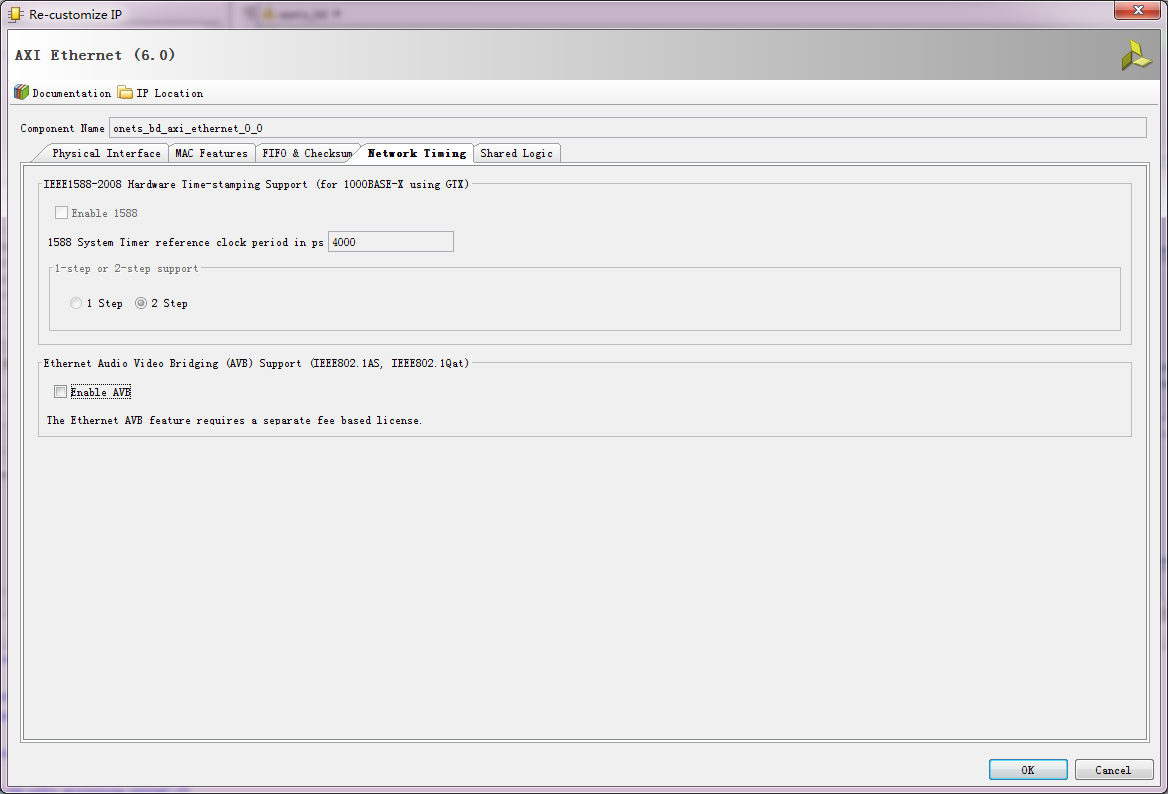 Re-customize IP
AXI Ethernet (6.0)
Documentation IP Location
Component Name onets_bd_axi_ethernet_0_0
Physical Interface MAC Features FIFO & Checksum Network Timing Shared Logic
IEEE1588-2008 Hardware Time-stamping Support (for 1000BASE-X using GTX)
Enable 1588
1588 System Timer reference clock period in ps 4000
1-step or 2-step support
1 Step 2 Step
Ethernet Audio Video Bridging (AVB) Support (IEEE802.1AS, IEEE802.1Qat)
Enable AVB
The Ethernet AVB feature requires a separate fee based license.
OK Cancel